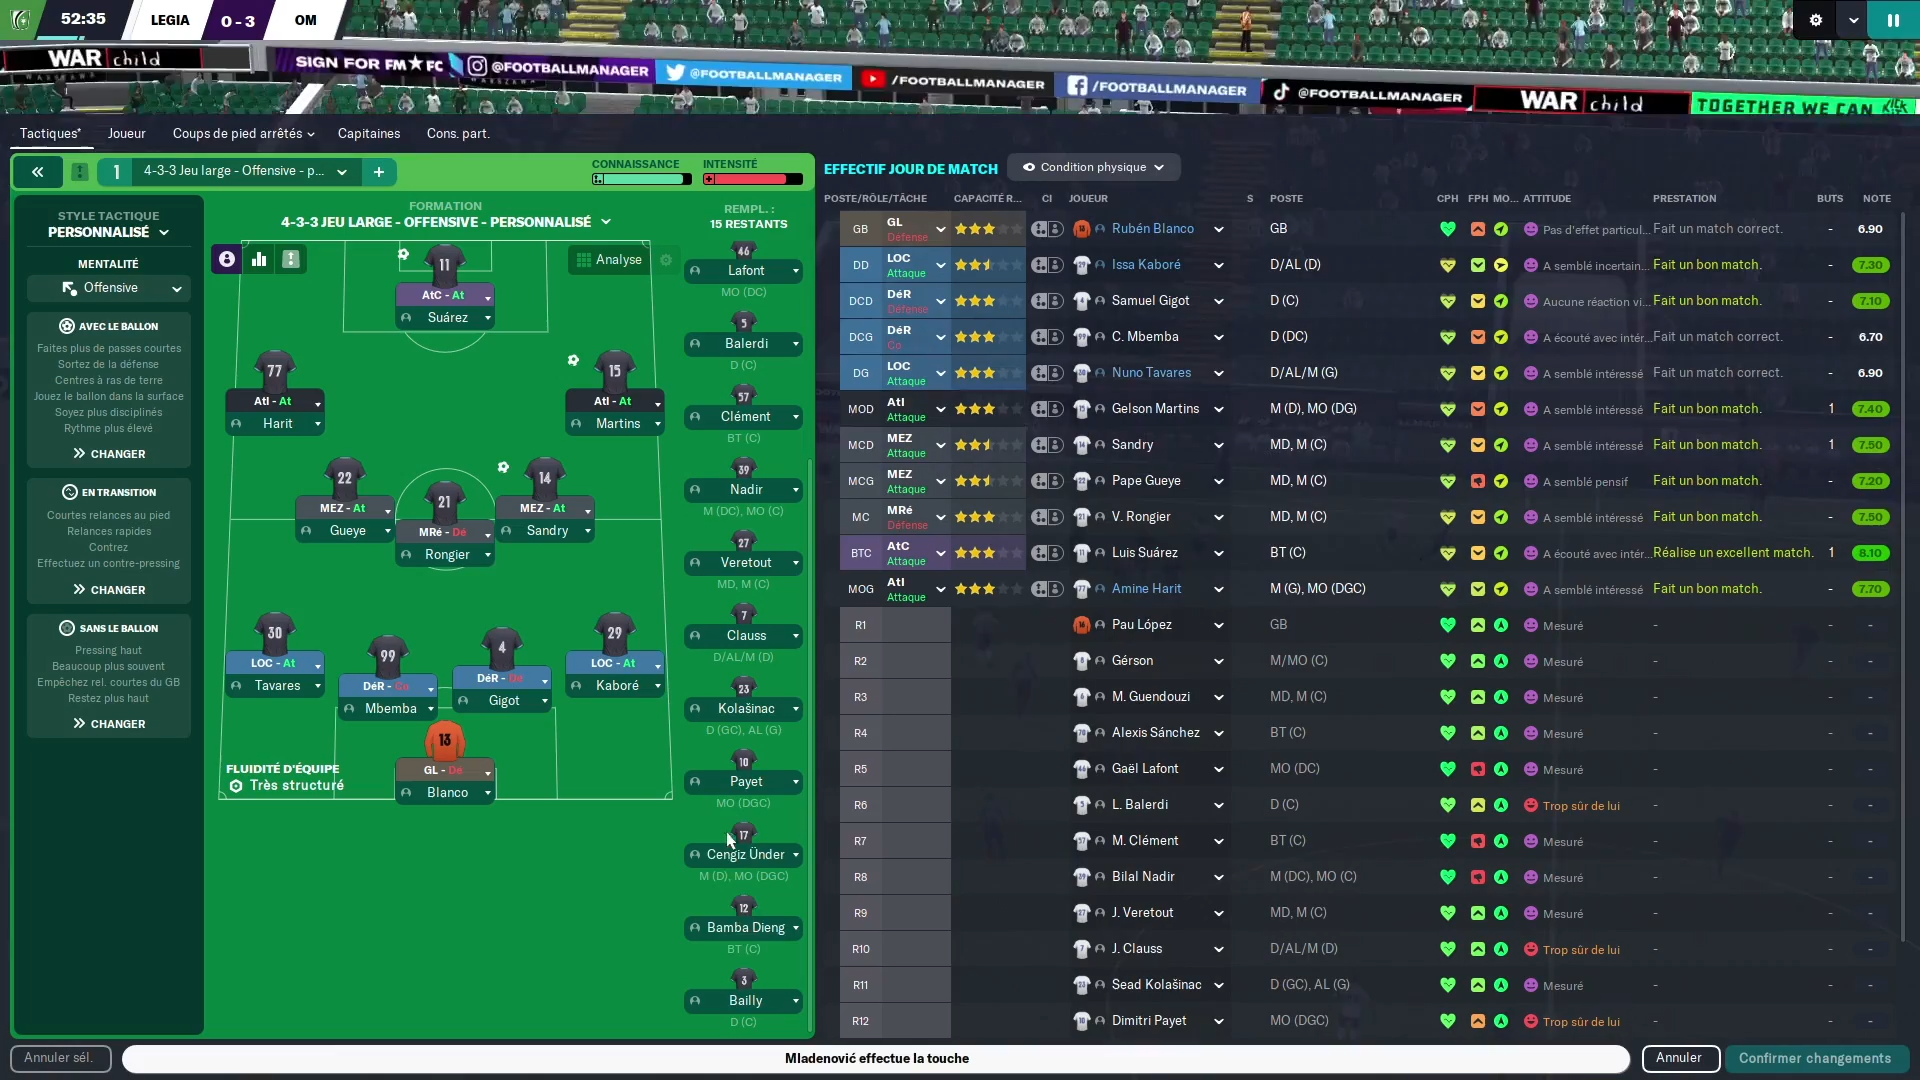 52:35 LEGIA 0 - 3 OM
WAR child
SIGN FOR FM★FC @FOOTBALLMANAGER @FOOTBALLMANAGER /FOOTBALLMANAGER /FOOTBALLMANAGER @FOOTBALLMANAGER WAR child TOGETHER WE CAN
Tactiques* Joueur Coups de pied arrêtés Capitaines Cons. part.
1 4-3-3 Jeu large - Offensive - p... + CONNAISSANCE INTENSITÉ
STYLE TACTIQUE
PERSONNALISÉ
MENTALITÉ
Offensive
AVEC LE BALLON
Faites plus de passes courtes
Sortez de la défense
Centres à ras de terre
Jouez le ballon dans la surface
Soyez plus disciplinés
Rythme plus élevé
CHANGER
EN TRANSITION
Courtes relances au pied
Relances rapides
Contrez
Effectuez un contre-pressing
CHANGER
SANS LE BALLON
Pressing haut
Beaucoup plus souvent
Empêchez rel. courtes du GB
Restez plus haut
CHANGER
FORMATION
4-3-3 JEU LARGE - OFFENSIVE - PERSONNALISÉ
Analyse
11
AtC - At
Suárez
77
AtI - At
Harit
15
AtI - At
Martins
22
MEZ - At
Gueye
21
MRé - Dé
Rongier
14
MEZ - At
Sandry
30
LOC - At
Tavares
99
DéR - Co
Mbemba
4
DéR - De
Gigot
29
LOC - At
Kaboré
13
GL - De
Blanco
FLUIDITÉ D'ÉQUIPE
Très structuré
REMPL. :
15 RESTANTS
46
Lafont
MO (DC)
5
Balerdi
D (C)
57
Clément
BT (C)
39
Nadir
M (DC), MO (C)
27
Veretout
MD, M (C)
7
Clauss
D/AL/M (D)
23
Kolašinac
D (GC), AL (G)
10
Payet
MO (DGC)
17
Cengiz Ünder
M (D), MO (DGC)
12
Bamba Dieng
BT (C)
3
Bailly
D (C)
EFFECTIF JOUR DE MATCH Condition physique
POSTE/RÔLE/TÂCHE CAPACITÉ R... CI JOUEUR S POSTE CPH FPH MO... ATTITUDE PRESTATION BUTS NOTE
GB GL Défense Rubén Blanco GB Pas d'effet particul... Fait un match correct. - 6.90
DD LOC Attaque Issa Kaboré D/AL (D) A semblé incertain... Fait un bon match. - 7.30
DCD DéR Défense Samuel Gigot D (C) Aucune réaction vi... Fait un bon match. - 7.10
DCG DéR Co C. Mbemba D (DC) A écouté avec intér... Fait un match correct. - 6.70
DG LOC Attaque Nuno Tavares D/AL/M (G) A semblé intéressé Fait un match correct. - 6.90
MOD AtI Attaque Gelson Martins M (D), MO (DG) A semblé intéressé Fait un bon match. 1 7.40
MCD MEZ Attaque Sandry MD, M (C) A semblé intéressé Fait un bon match. 1 7.50
MCG MEZ Attaque Pape Gueye MD, M (C) A semblé pensif Fait un bon match. - 7.20
MC MRé Défense V. Rongier MD, M (C) A semblé intéressé Fait un bon match. - 7.50
BTC AtC Attaque Luis Suárez BT (C) A écouté avec intér... Réalise un excellent match. 1 8.10
MOG AtI Attaque Amine Harit M (G), MO (DGC) A semblé intéressé Fait un bon match. - 7.70
R1 Pau López GB Mesuré - - -
R2 Gérson M/MO (C) Mesuré - - -
R3 M. Guendouzi MD, M (C) Mesuré - - -
R4 Alexis Sánchez BT (C) Mesuré - - -
R5 Gaël Lafont MO (DC) Mesuré - - -
R6 L. Balerdi D (C) Trop sûr de lui - - -
R7 M. Clément BT (C) Mesuré - - -
R8 Bilal Nadir M (DC), MO (C) Mesuré - - -
R9 J. Veretout MD, M (C) Mesuré - - -
R10 J. Clauss D/AL/M (D) Trop sûr de lui - - -
R11 Sead Kolašinac D (GC), AL (G) Mesuré - - -
R12 Dimitri Payet MO (DGC) Trop sûr de lui - - -
Annuler sél. Mladenović effectue la touche Annuler Confirmer changements